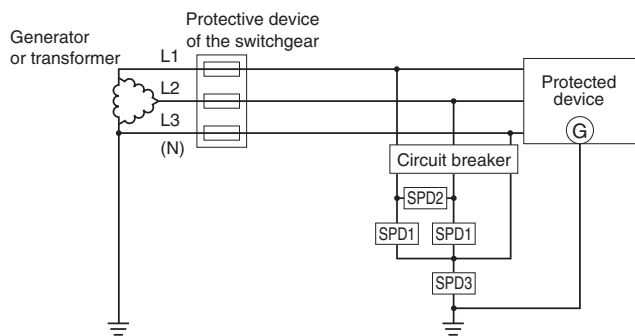 Generator
or transformer
Protective device
of the switchgear
L1
L2
L3
(N)
Protected
device
G
Circuit breaker
SPD2
SPD1
SPD1
SPD3